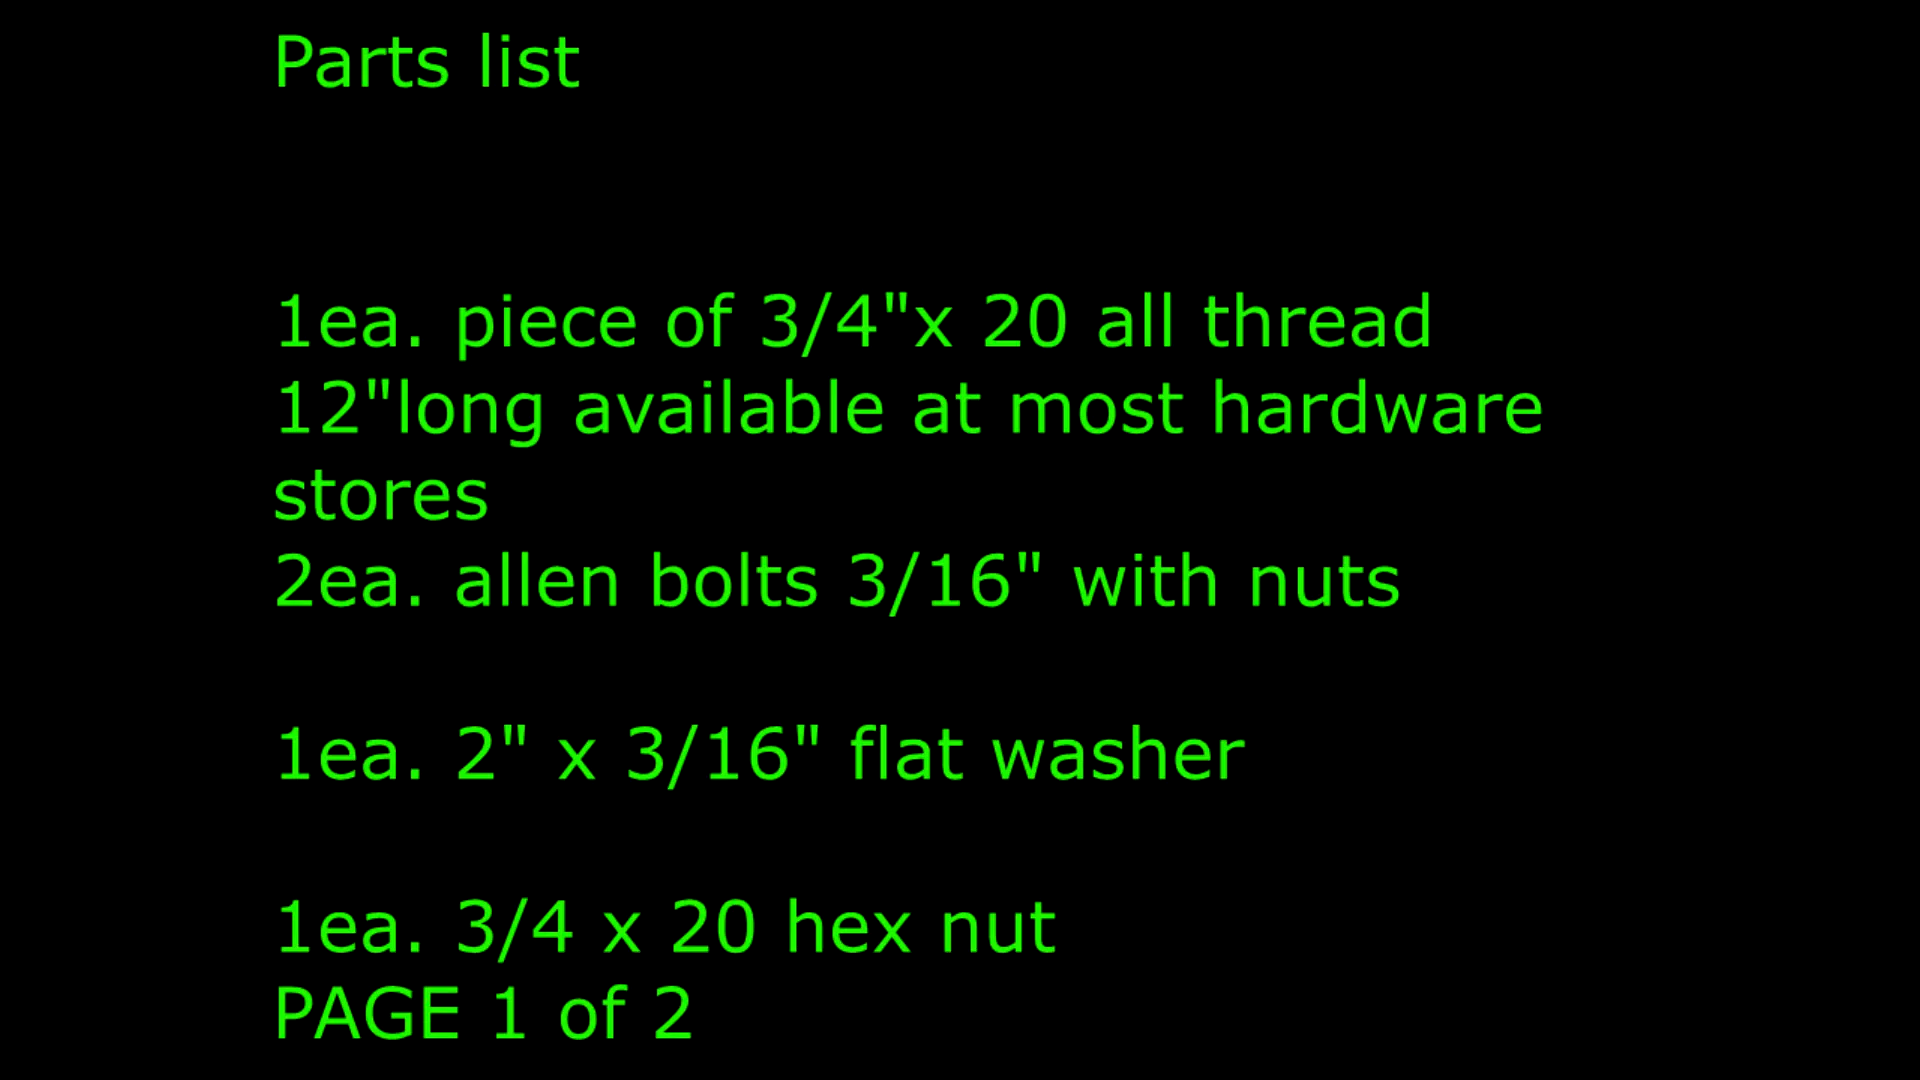 Parts list
1ea. piece of 3/4"x 20 all thread
12"long available at most hardware
stores
2ea. allen bolts 3/16" with nuts
1ea. 2" x 3/16" flat washer
1ea. 3/4 x 20 hex nut
PAGE 1 of 2